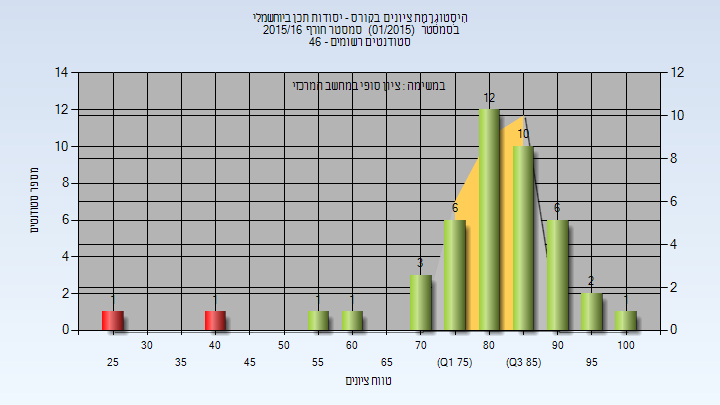 היסטוגרמת ציונים בקורס - יסודות תכן ביוחשמלי
בסמסטר (01/2015) סמסטר חורף 2015/16
סטודנטים רשומים - 46
במשימה : ציון סופי במחשב המרכזי
מספר סטודנטים
14 12 10 8 6 4 2 0
12 10 8 6 4 2 0
1 1 1 1 3 6 12 10 6 2 1
30 40 50 60 70 80 90 100
25 35 45 55 65 (Q1 75) (Q3 85) 95
טווח ציונים